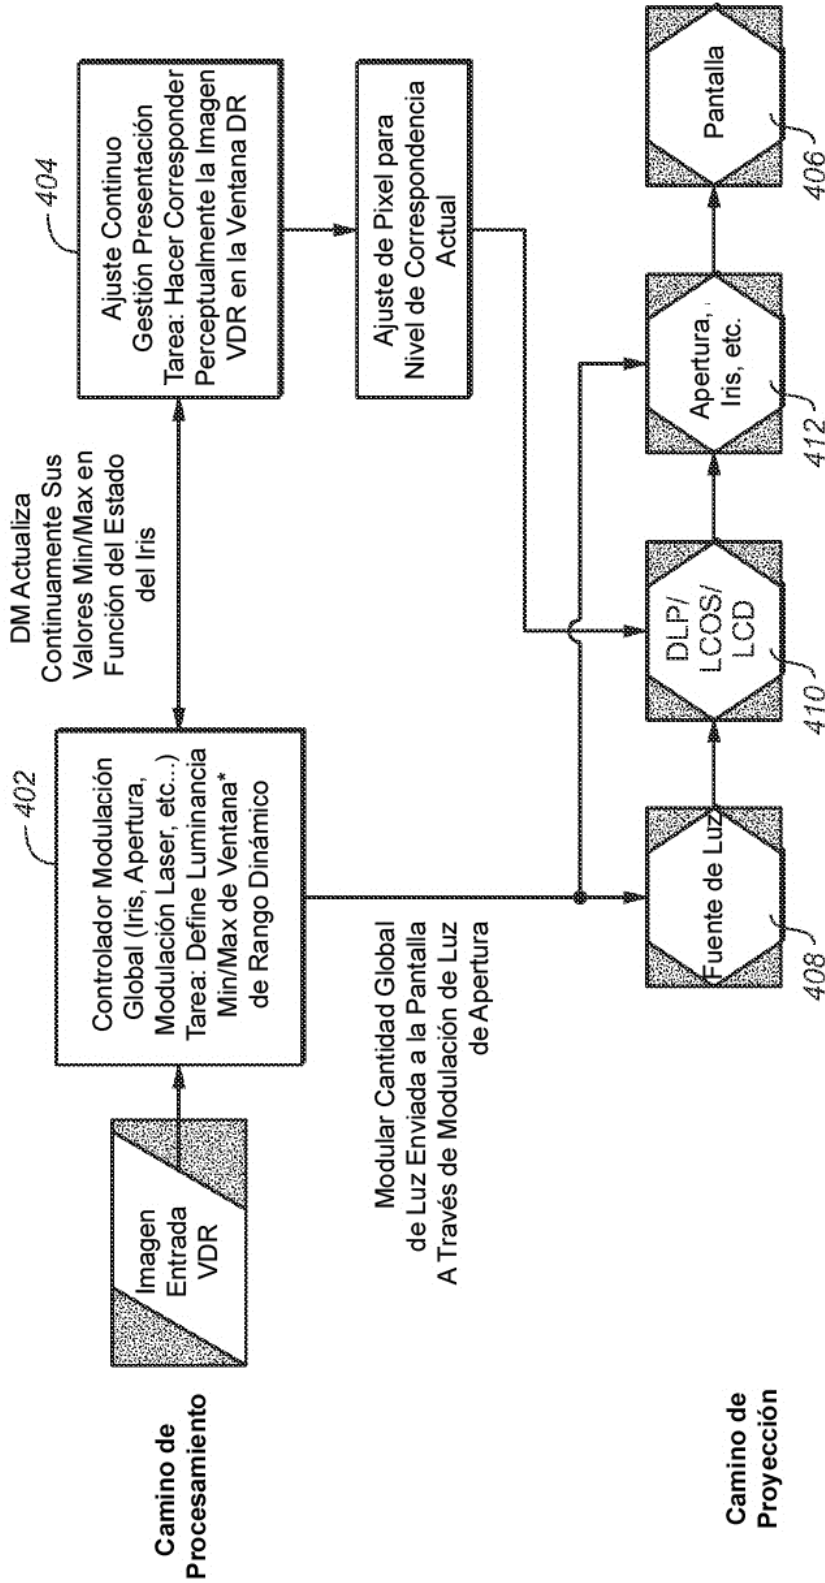 Camino de
Procesamiento
Imagen
Entrada
VDR
402
Controlador Modulación
Global (Iris, Apertura,
Modulación Laser, etc...)
Tarea: Define Luminancia
Min/Max de Ventana*
de Rango Dinámico
DM Actualiza
Continuamente Sus
Valores Min/Max en
Función del Estado
del Iris
404
Ajuste Continuo
Gestión Presentación
Tarea: Hacer Corresponder
Perceptualmente la Imagen
VDR en la Ventana DR
Ajuste de Pixel para
Nivel de Correspondencia
Actual
Modular Cantidad Global
de Luz Enviada a la Pantalla
A Través de Modulación de Luz
de Apertura
Camino de
Proyección
Fuente de Luz
408
DLP/
LCOS/
LCD
410
Apertura,
Iris, etc.
412
Pantalla
406